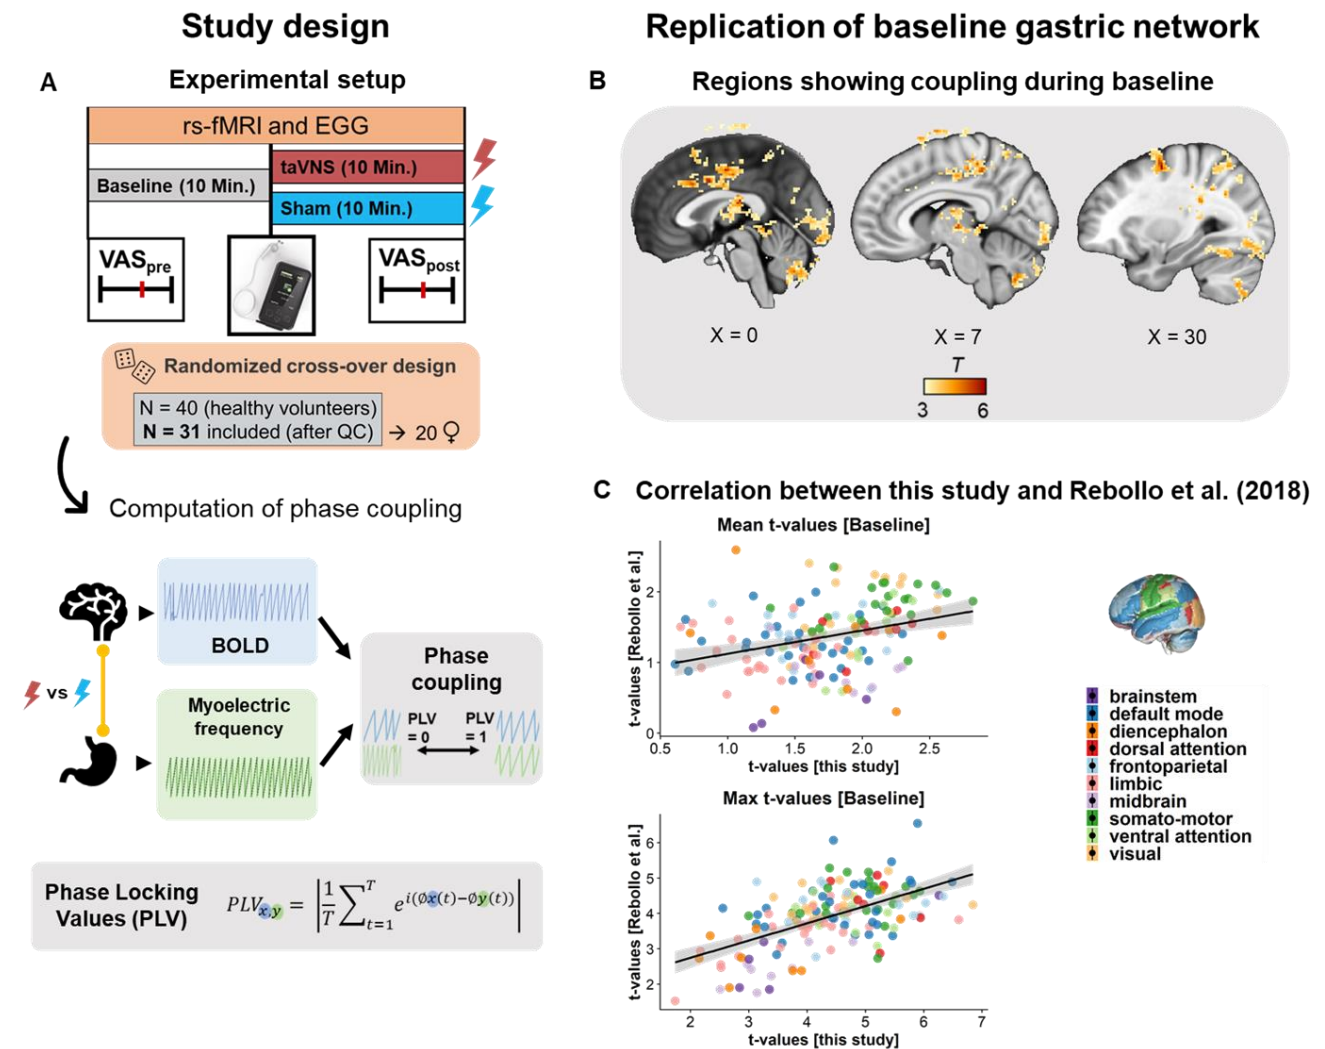 Study design
Replication of baseline gastric network
A
Experimental setup
rs-fMRI and EGG
Baseline (10 Min.)
taVNS (10 Min.)
Sham (10 Min.)
VASpre
VASpost
Randomized cross-over design
N = 40 (healthy volunteers)
N = 31 included (after QC) → 20 ♀
Computation of phase coupling
BOLD
vs
Myoelectric
frequency
Phase
coupling
PLV
= 0
PLV
= 1
Phase Locking
Values (PLV)
PLVx,y = |1/T ∑t=1^T e^i(∅x(t)−∅y(t))|
B
Regions showing coupling during baseline
X = 0
X = 7
X = 30
T
3
6
C
Correlation between this study and Rebollo et al. (2018)
Mean t-values [Baseline]
t-values [Rebollo et al.]
2
1
0
0.5
1.0
1.5
2.0
2.5
t-values [this study]
Max t-values [Baseline]
t-values [Rebollo et al.]
6
5
4
3
2
2
3
4
5
6
7
t-values [this study]
brainstem
default mode
diencephalon
dorsal attention
frontoparietal
limbic
midbrain
somato-motor
ventral attention
visual